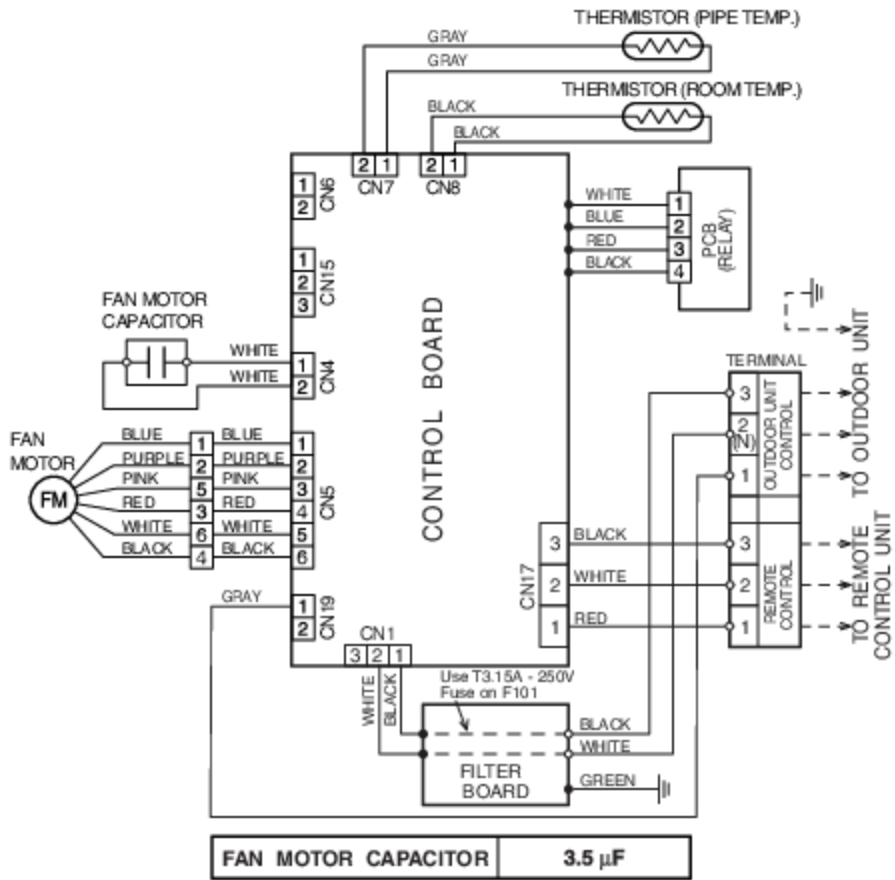 THERMISTOR (PIPE TEMP.)
GRAY
GRAY
THERMISTOR (ROOM TEMP.)
BLACK
BLACK
2 1
CN7
2 1
CN8
1
2
CN6
1
2
3
CN15
WHITE
BLUE
RED
BLACK
1
2
3
4
PCB
(RELAY)
FAN MOTOR
CAPACITOR
WHITE
WHITE
1
2
CN4
CONTROL BOARD
FAN
MOTOR
FM
BLUE 1 BLUE 1
PURPLE 2 PURPLE 2
PINK 5 PINK 3
RED 3 RED 4
WHITE 6 WHITE 5
BLACK 4 BLACK 6
CN5
TERMINAL
3
2
(N)
1
OUTDOOR UNIT
CONTROL
TO OUTDOOR UNIT
3
2
1
REMOTE
CONTROL
TO REMOTE
CONTROL UNIT
CN17
3 BLACK
2 WHITE
1 RED
GRAY
1
2
CN19
CN1
3 2 1
WHITE
BLACK
Use T3.15A - 250V
Fuse on F101
BLACK
WHITE
GREEN
FILTER
BOARD
FAN MOTOR CAPACITOR 3.5 µF